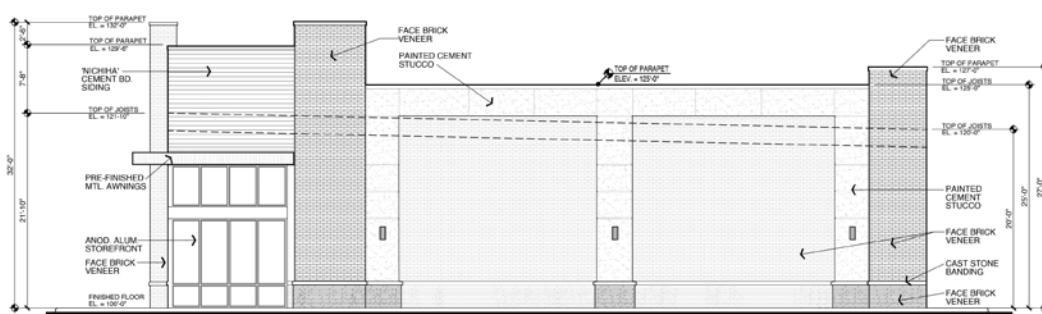 TOP OF PARAPET
EL. = 132'-0"
2'-6"
TOP OF PARAPET
EL. = 129'-6"
'NICHIHA'
CEMENT BD.
SIDING
7'-8"
TOP OF JOISTS
EL. = 121'-10"
32'-0"
PRE-FINISHED
MTL. AWNINGS
21'-10"
ANOD. ALUM
STOREFRONT
FACE BRICK
VENEER
FINISHED FLOOR
EL. = 100'-0"
FACE BRICK
VENEER
PAINTED CEMENT
STUCCO
TOP OF PARAPET
ELEV. = 125'-0"
FACE BRICK
VENEER
TOP OF PARAPET
EL. = 127'-0"
TOP OF JOISTS
EL. = 125'-0"
TOP OF JOISTS
EL. = 120'-0"
PAINTED
CEMENT
STUCCO
20'-0"
25'-0"
27'-0"
FACE BRICK
VENEER
CAST STONE
BANDING
FACE BRICK
VENEER